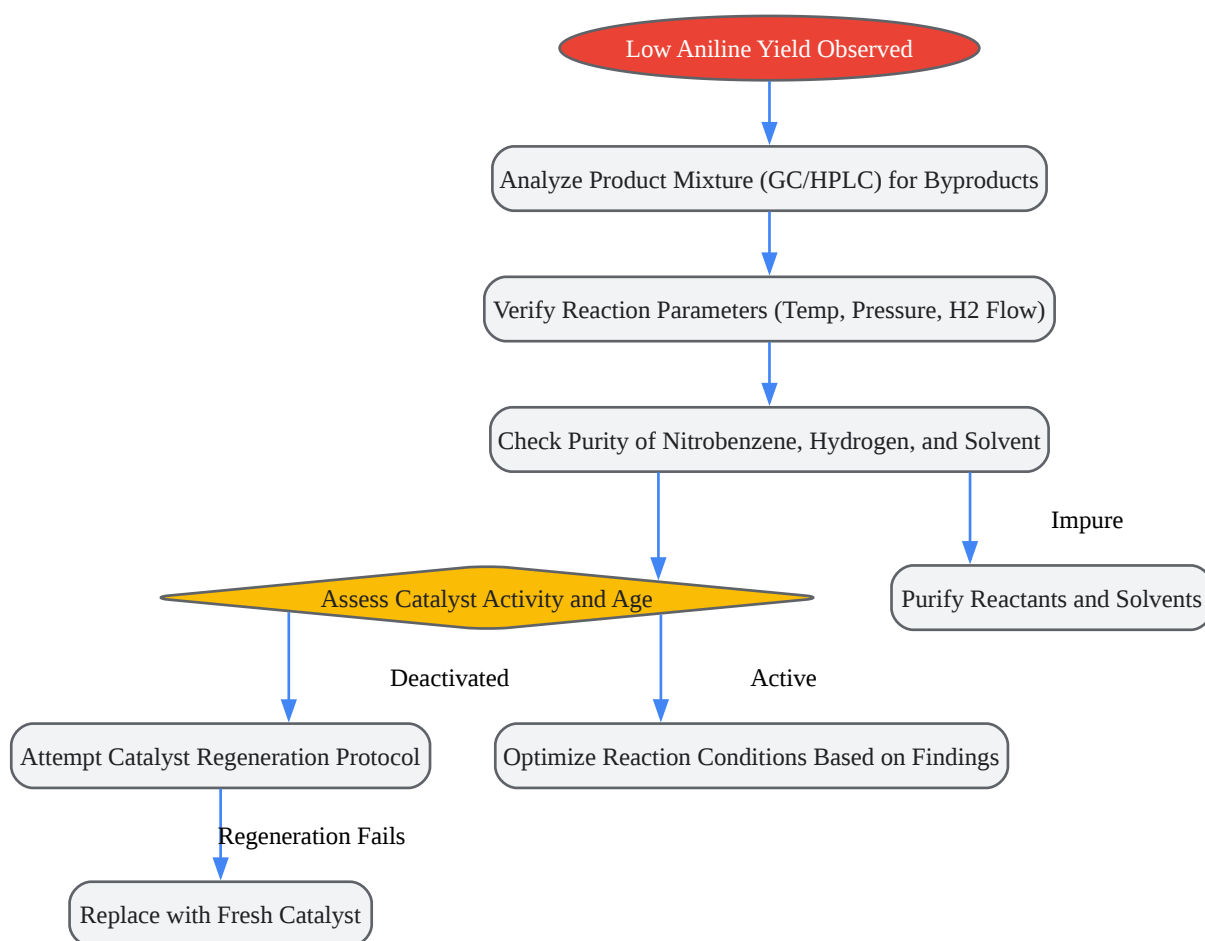 Low Aniline Yield Observed
Analyze Product Mixture (GC/HPLC) for Byproducts
Verify Reaction Parameters (Temp, Pressure, H2 Flow)
Check Purity of Nitrobenzene, Hydrogen, and Solvent
Impure
Assess Catalyst Activity and Age
Purify Reactants and Solvents
Deactivated
Active
Attempt Catalyst Regeneration Protocol
Optimize Reaction Conditions Based on Findings
Regeneration Fails
Replace with Fresh Catalyst